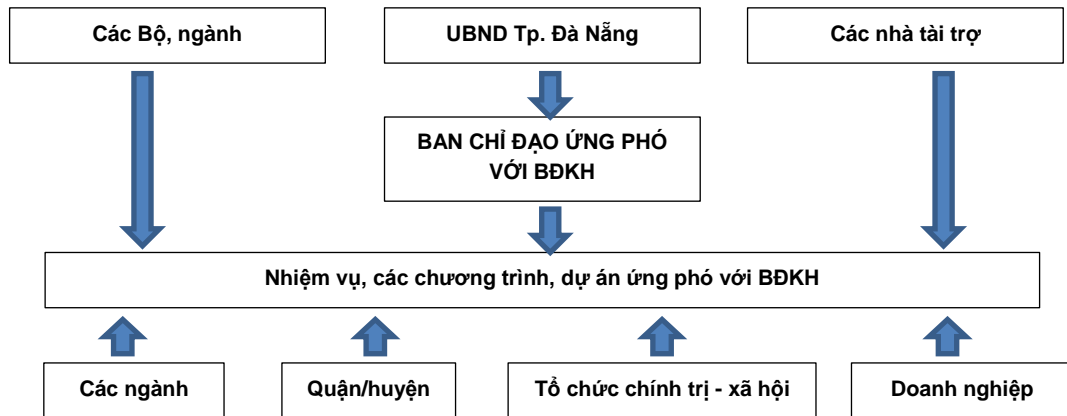 Các Bộ, ngành
UBND Tp. Đà Nẵng
Các nhà tài trợ
BAN CHỈ ĐẠO ỨNG PHÓ
VỚI BĐKH
Nhiệm vụ, các chương trình, dự án ứng phó với BĐKH
Các ngành
Quận/huyện
Tổ chức chính trị - xã hội
Doanh nghiệp